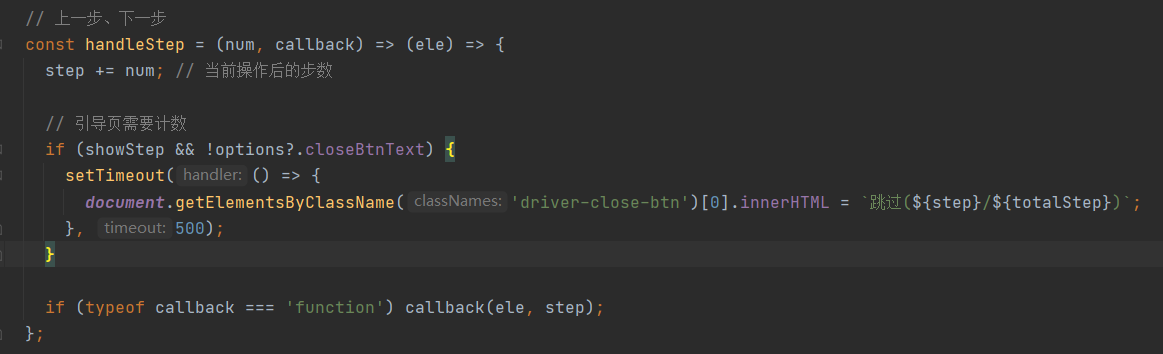 // 上一步、下一步
const handleStep = (num, callback) => (ele) => {
step += num; // 当前操作后的步数
// 引导页需要计数
if (showStep && !options?.closeBtnText) {
setTimeout( handler: () => {
document.getElementsByClassName( classNames: 'driver-close-btn')[0].innerHTML = `跳过(${step}/${totalStep})`;
}, timeout: 500);
}
if (typeof callback === 'function') callback(ele, step);
};